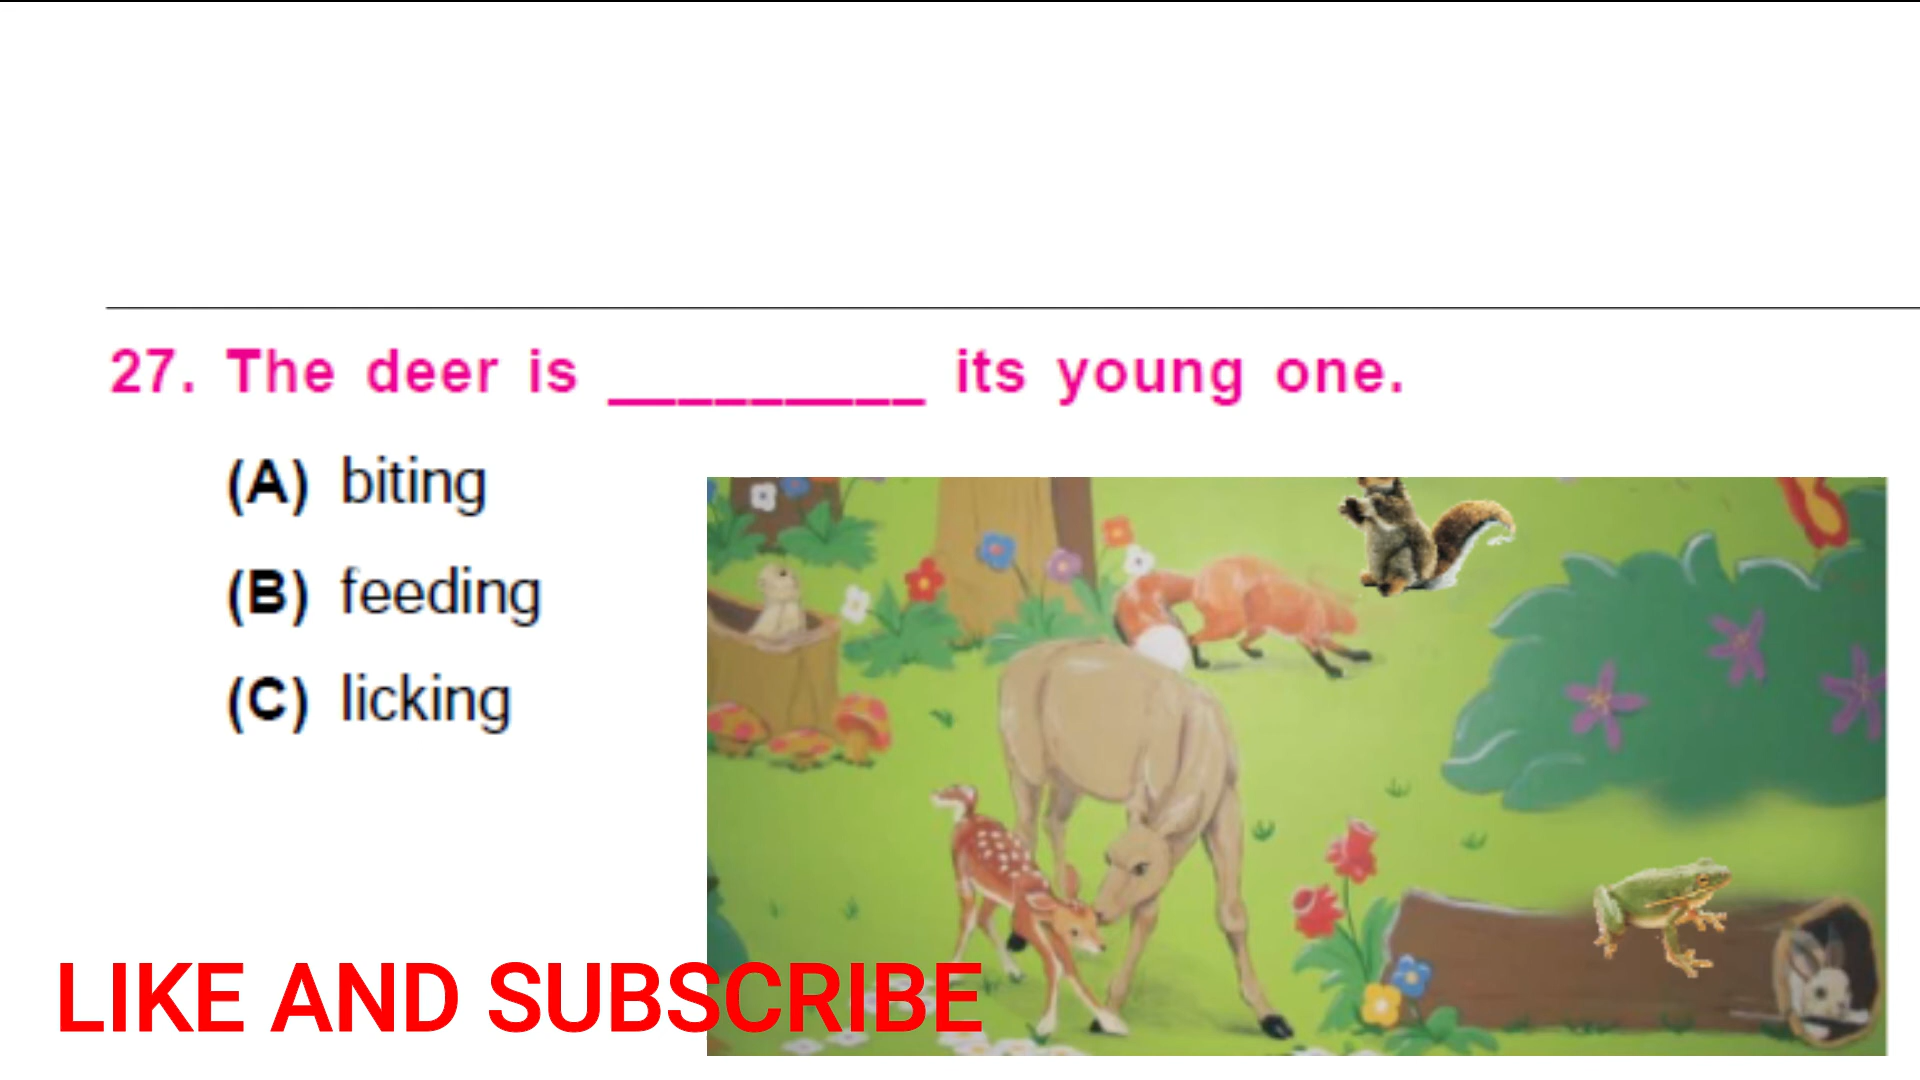 27. The deer is _________ its young one.
(A) biting
(B) feeding
(C) licking
LIKE AND SUBSCRIBE